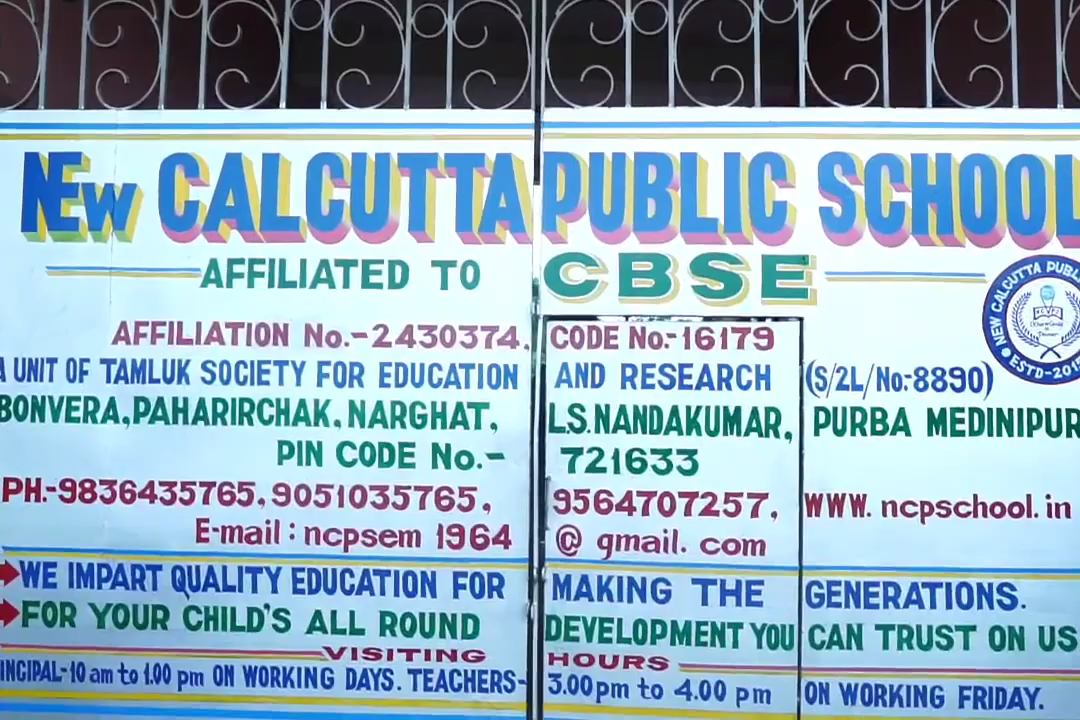 NEW CALCUTTA PUBLIC SCHOOL
AFFILIATED TO CBSE
AFFILIATION No.-2430374, CODE No:-16179
A UNIT OF TAMLUK SOCIETY FOR EDUCATION AND RESEARCH (S/2L/No:-8890)
BONVERA, PAHARIRCHAK, NARGHAT, L.S. NANDAKUMAR, PURBA MEDINIPUR
PIN CODE No.- 721633
PH.-9836435765, 9051035765, 9564707257, WWW. ncpschool.in
E-mail : ncpsem 1964 @ gmail. com
WE IMPART QUALITY EDUCATION FOR MAKING THE GENERATIONS.
FOR YOUR CHILD'S ALL ROUND DEVELOPMENT YOU CAN TRUST ON US
VISITING HOURS
INCIPAL-10 am to 1.00 pm ON WORKING DAYS. TEACHERS- 3.00 pm to 4.00 pm ON WORKING FRIDAY.
NEW CALCUTTA PUBL
ESTD-201